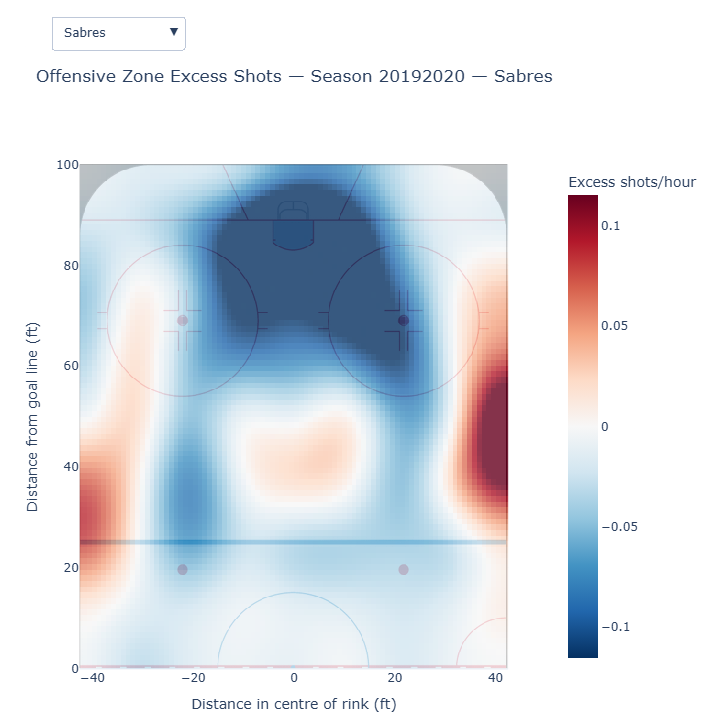 Sabres ▼
Offensive Zone Excess Shots — Season 20192020 — Sabres
Excess shots/hour
0.1
0.05
0
−0.05
−0.1
Distance from goal line (ft)
100
80
60
40
20
0
−40 −20 0 20 40
Distance in centre of rink (ft)